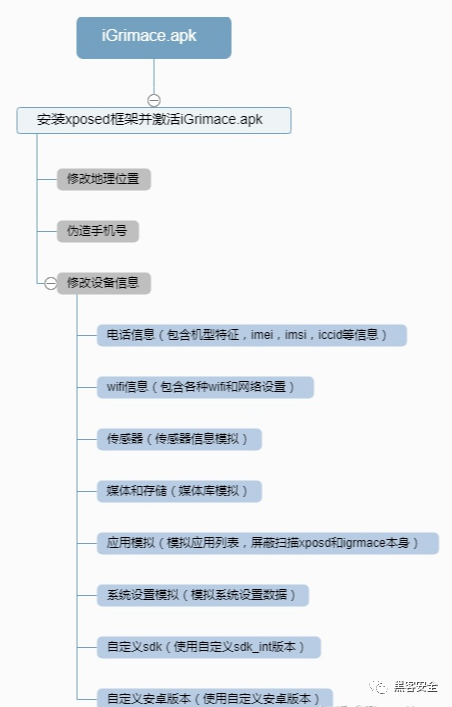 iGrimace.apk
安装xposed框架并激活iGrimace.apk
修改地理位置
伪造手机号
修改设备信息
电话信息（包含机型特征，imei，imsi，iccid等信息）
wifi信息（包含各种wifi和网络设置）
传感器（传感器信息模拟）
媒体和存储（媒体库模拟）
应用模拟（模拟应用列表，屏蔽扫描xposd和igrmace本身）
系统设置模拟（模拟系统设置数据）
自定义sdk（使用自定义sdk_int版本）
黑客安全
自定义安卓版本（使用自定义安卓版本）